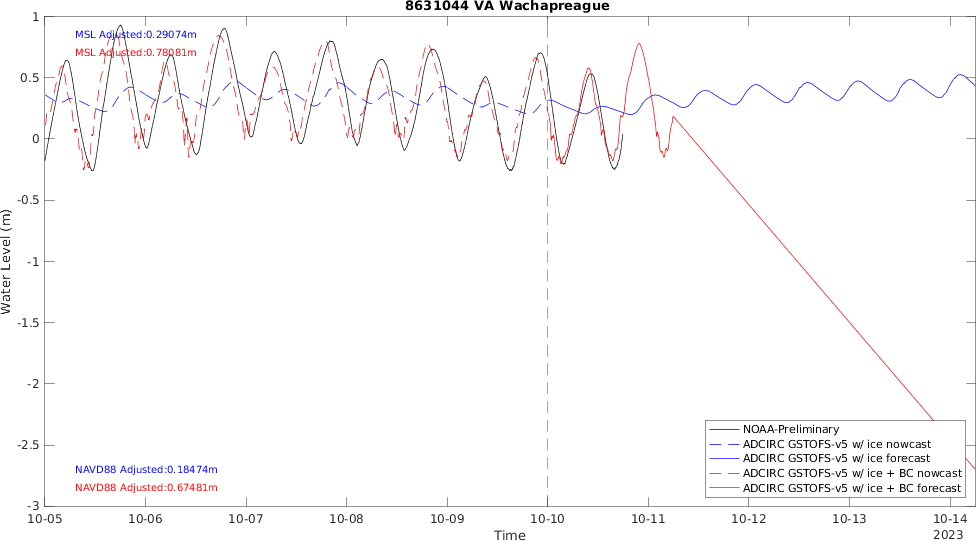 8631044 VA Wachapreague
1
MSL Adjusted:0.29074m
MSL Adjusted:0.78081m
0.5
0
-0.5
-1
-1.5
-2
-2.5
-3
Water Level (m)
NAVD88 Adjusted:0.18474m
NAVD88 Adjusted:0.67481m
NOAA-Preliminary
ADCIRC GSTOFS-v5 w/ ice nowcast
ADCIRC GSTOFS-v5 w/ ice forecast
ADCIRC GSTOFS-v5 w/ ice + BC nowcast
ADCIRC GSTOFS-v5 w/ ice + BC forecast
10-05 10-06 10-07 10-08 10-09 10-10 10-11 10-12 10-13 10-14
Time
2023